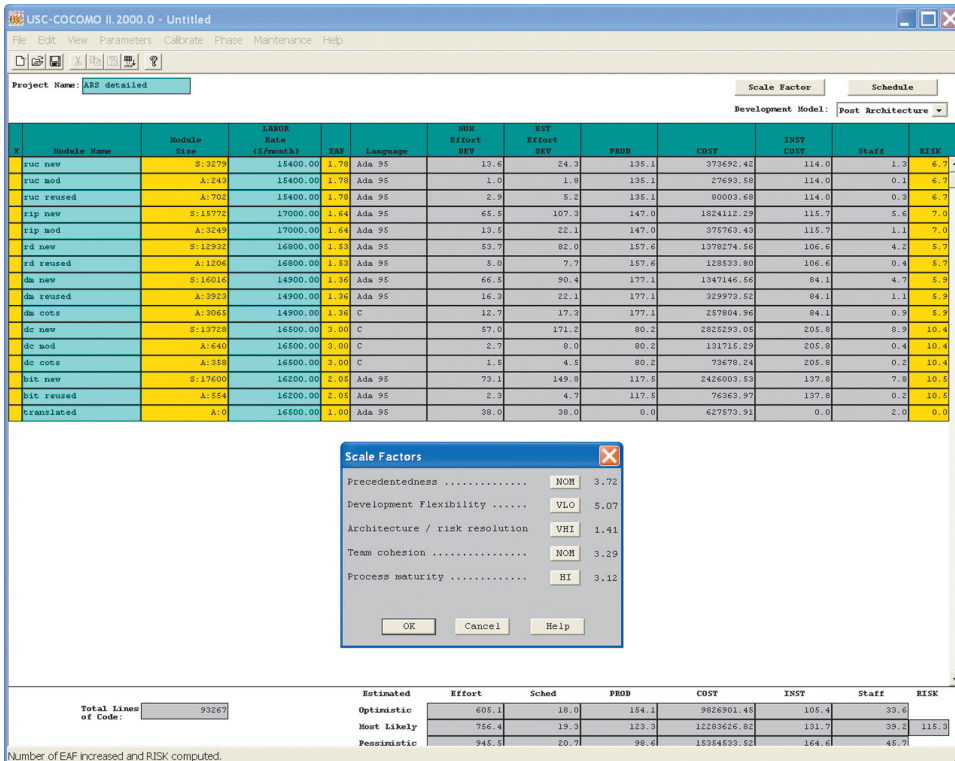 USC-COCOMO II.2000.0 - Untitled
File Edit View Parameters Calibrate Phase Maintenance Help
Project Name: ARS detailed
Scale Factor Schedule
Development Model: Post Architecture
X Module Name Module Size LABOR Rate ($/month) EAF Language NOM Effort DEV EST Effort DEV PROD COST INST COST Staff RISK
ruc new S:3279 15400.00 1.78 Ada 95 13.6 24.3 135.1 373692.42 114.0 1.3 6.7
ruc mod A:243 15400.00 1.78 Ada 95 1.0 1.8 135.1 27693.58 114.0 0.1 6.7
ruc reused A:702 15400.00 1.78 Ada 95 2.9 5.2 135.1 80003.68 114.0 0.3 6.7
rip new S:15772 17000.00 1.64 Ada 95 65.5 107.3 147.0 1824112.29 115.7 5.6 7.0
rip mod A:3249 17000.00 1.64 Ada 95 13.5 22.1 147.0 375763.43 115.7 1.1 7.0
rd new S:12932 16800.00 1.53 Ada 95 53.7 82.0 157.6 1378274.56 106.6 4.2 5.7
rd reused A:1206 16800.00 1.53 Ada 95 5.0 7.7 157.6 128533.80 106.6 0.4 5.7
dm new S:16016 14900.00 1.36 Ada 95 66.5 90.4 177.1 1347146.56 84.1 4.7 5.9
dm reused A:3923 14900.00 1.36 Ada 95 16.3 22.1 177.1 329973.52 84.1 1.1 5.9
dm cots A:3065 14900.00 1.36 C 12.7 17.3 177.1 257804.96 84.1 0.9 5.9
dc new S:13728 16500.00 3.00 C 57.0 171.2 80.2 2825293.05 205.8 8.9 10.4
dc mod A:640 16500.00 3.00 C 2.7 8.0 80.2 131715.29 205.8 0.4 10.4
dc cots A:358 16500.00 3.00 C 1.5 4.5 80.2 73678.24 205.8 0.2 10.4
bit new S:17600 16200.00 2.05 Ada 95 73.1 149.8 117.5 2426003.53 137.8 7.8 10.5
bit reused A:554 16200.00 2.05 Ada 95 2.3 4.7 117.5 76363.97 137.8 0.2 10.5
translated A:0 16500.00 1.00 Ada 95 38.0 38.0 0.0 627573.91 0.0 2.0 0.0
Scale Factors
Precedentedness .............. NOM 3.72
Development Flexibility ...... VLO 5.07
Architecture / risk resolution VHI 1.41
Team cohesion ................ NOM 3.29
Process maturity ............. HI 3.12
OK Cancel Help
Estimated Effort Sched PROD COST INST Staff RISK
Total Lines of Code: 93267
Optimistic 605.1 18.0 154.1 9826901.45 105.4 33.6
Most Likely 756.4 19.3 123.3 12283626.82 131.7 39.2 115.3
Pessimistic 945.5 20.7 98.6 15354533.52 164.6 45.7
Number of EAF increased and RISK computed.